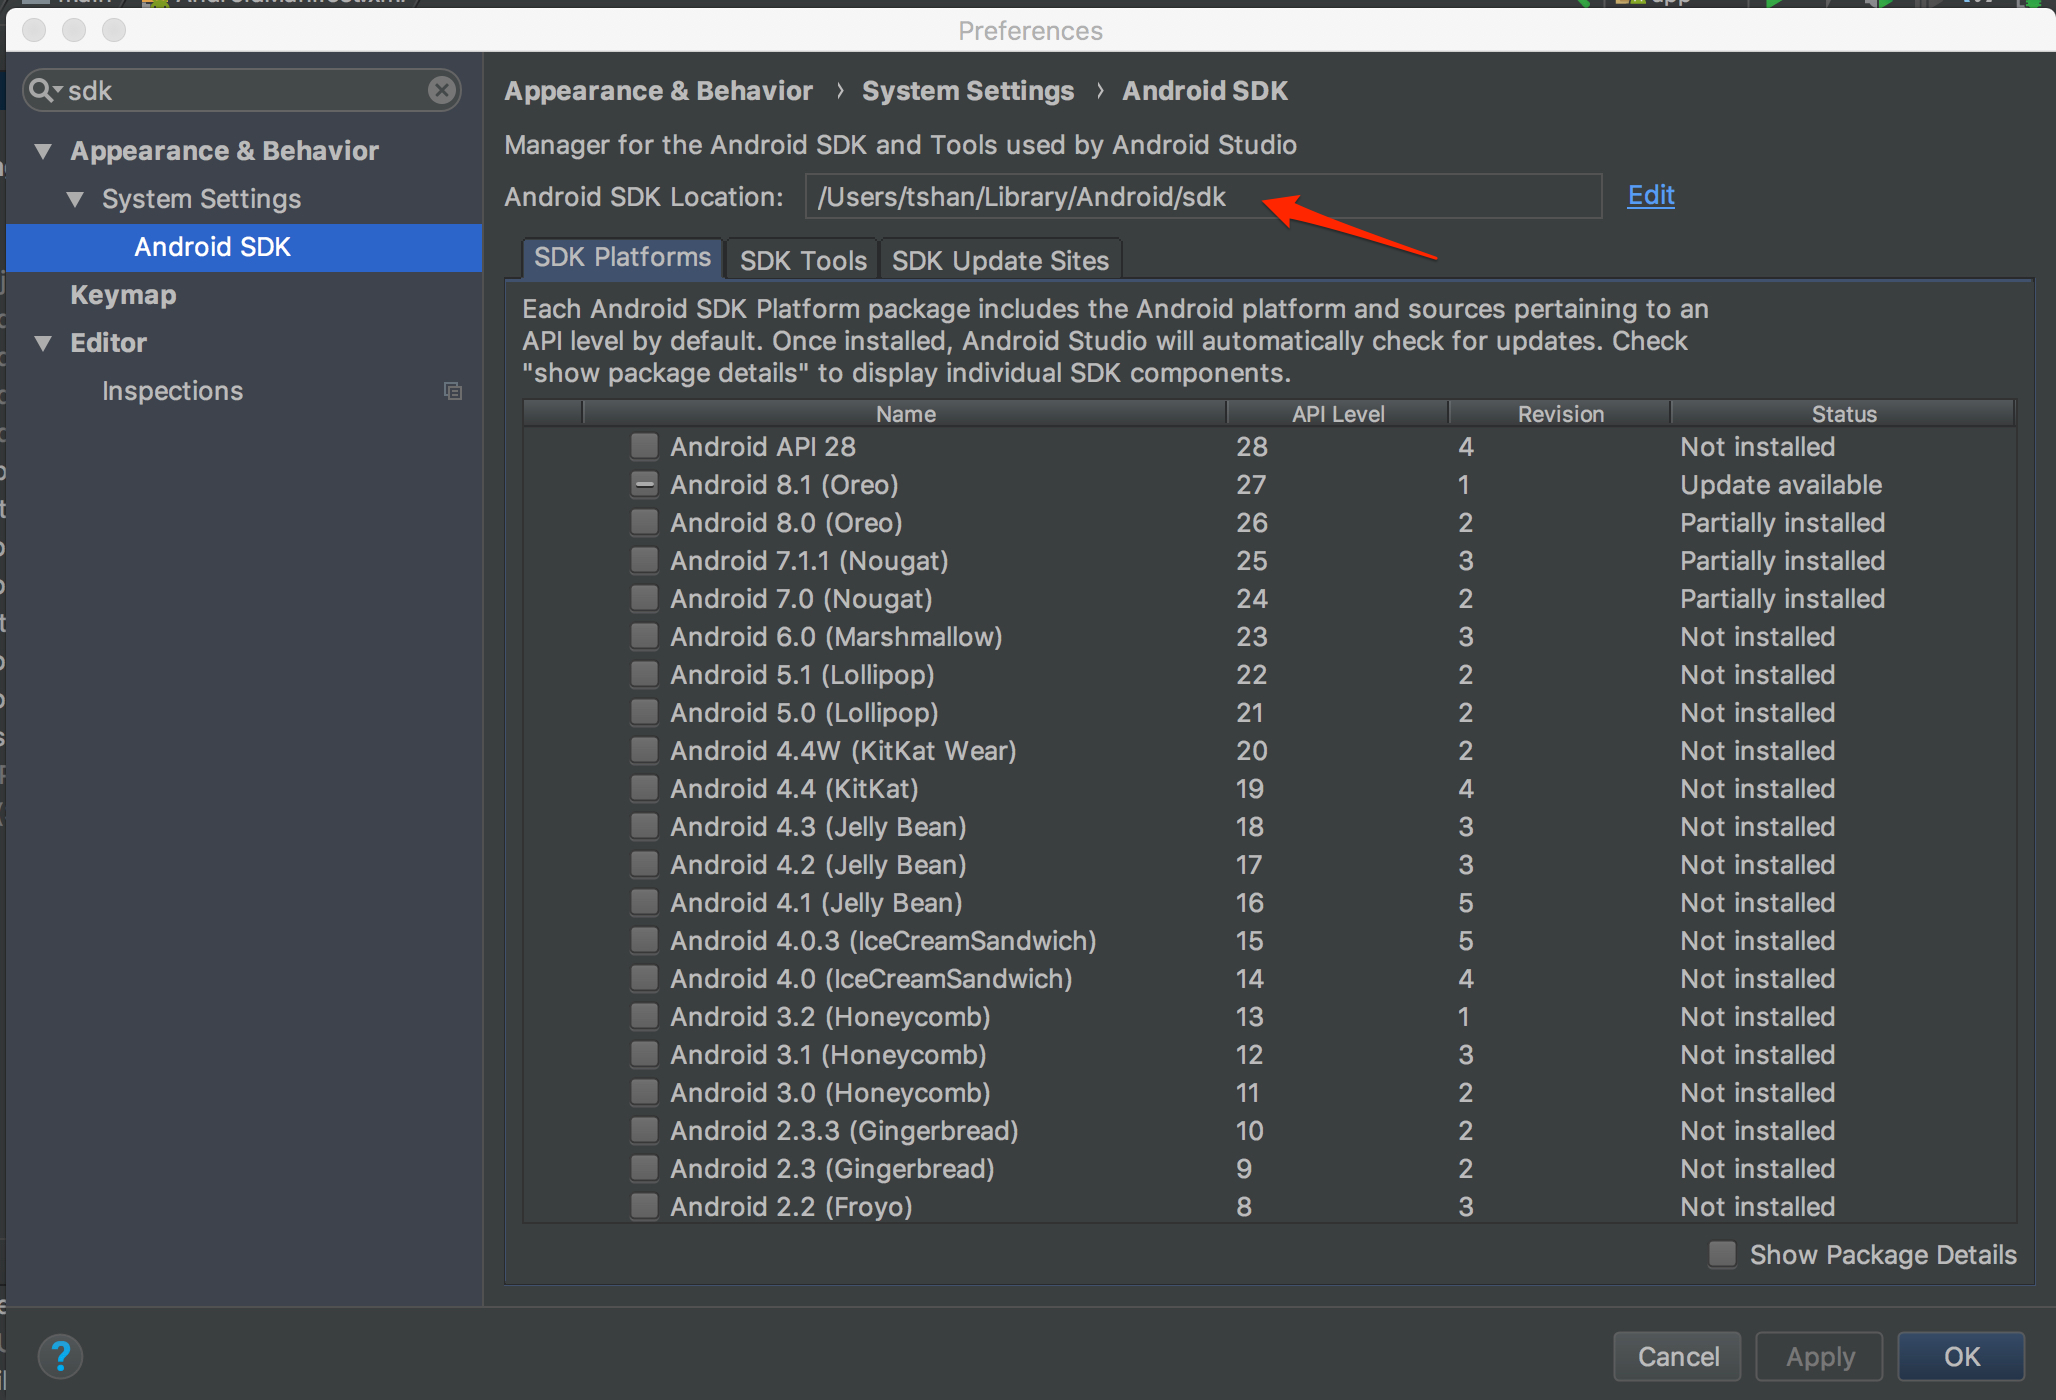 Preferences
sdk
Appearance & Behavior
System Settings
Android SDK
Keymap
Editor
Inspections
Appearance & Behavior › System Settings › Android SDK
Manager for the Android SDK and Tools used by Android Studio
Android SDK Location: /Users/tshan/Library/Android/sdk Edit
SDK Platforms SDK Tools SDK Update Sites
Each Android SDK Platform package includes the Android platform and sources pertaining to an
API level by default. Once installed, Android Studio will automatically check for updates. Check
"show package details" to display individual SDK components.
Name API Level Revision Status
Android API 28 28 4 Not installed
Android 8.1 (Oreo) 27 1 Update available
Android 8.0 (Oreo) 26 2 Partially installed
Android 7.1.1 (Nougat) 25 3 Partially installed
Android 7.0 (Nougat) 24 2 Partially installed
Android 6.0 (Marshmallow) 23 3 Not installed
Android 5.1 (Lollipop) 22 2 Not installed
Android 5.0 (Lollipop) 21 2 Not installed
Android 4.4W (KitKat Wear) 20 2 Not installed
Android 4.4 (KitKat) 19 4 Not installed
Android 4.3 (Jelly Bean) 18 3 Not installed
Android 4.2 (Jelly Bean) 17 3 Not installed
Android 4.1 (Jelly Bean) 16 5 Not installed
Android 4.0.3 (IceCreamSandwich) 15 5 Not installed
Android 4.0 (IceCreamSandwich) 14 4 Not installed
Android 3.2 (Honeycomb) 13 1 Not installed
Android 3.1 (Honeycomb) 12 3 Not installed
Android 3.0 (Honeycomb) 11 2 Not installed
Android 2.3.3 (Gingerbread) 10 2 Not installed
Android 2.3 (Gingerbread) 9 2 Not installed
Android 2.2 (Froyo) 8 3 Not installed
Show Package Details
? Cancel Apply OK